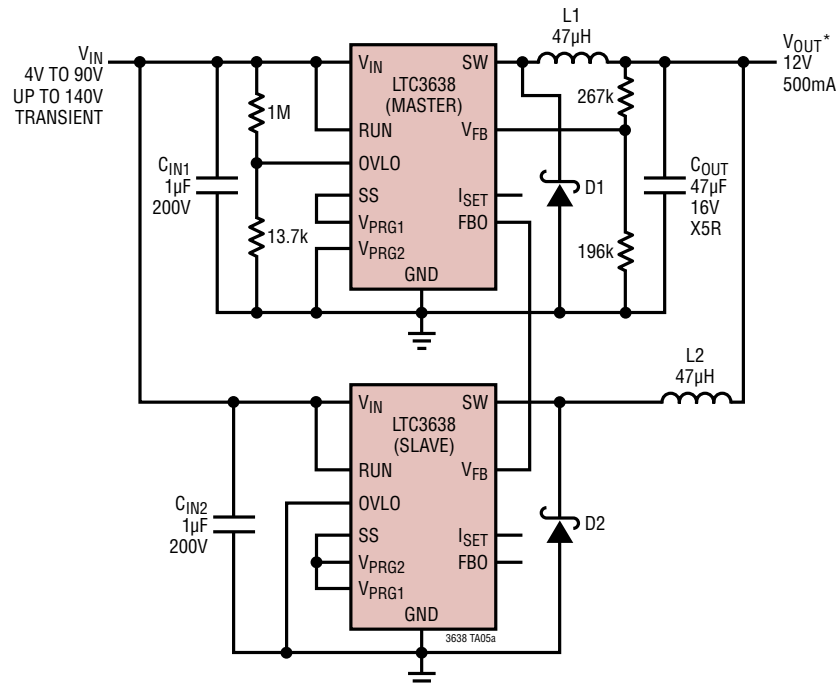 V_IN
4V TO 90V
UP TO 140V
TRANSIENT
C_IN1
1µF
200V
1M
13.7k
V_IN
RUN
OVLO
SS
V_PRG1
V_PRG2
GND
LTC3638
(MASTER)
SW
V_FB
I_SET
FBO
L1
47µH
D1
267k
196k
C_OUT
47µF
16V
X5R
V_OUT*
12V
500mA
C_IN2
1µF
200V
V_IN
RUN
OVLO
SS
V_PRG2
V_PRG1
GND
LTC3638
(SLAVE)
SW
V_FB
I_SET
FBO
L2
47µH
D2
3638 TA05a